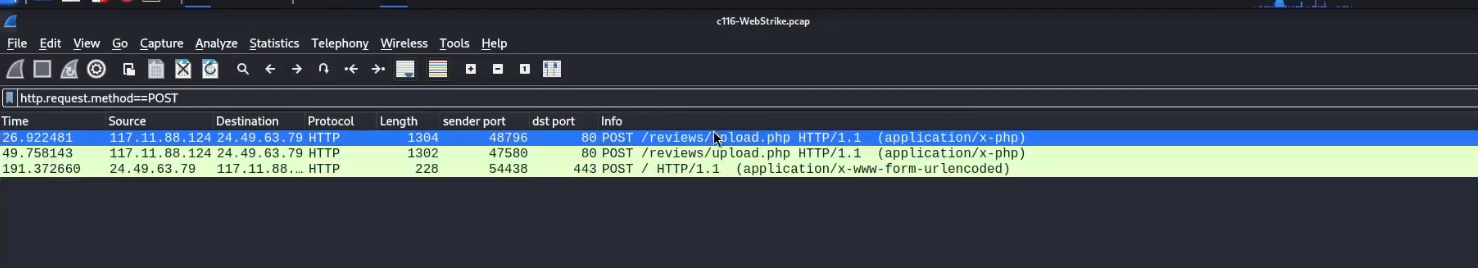 c116-WebStrike.pcap
File Edit View Go Capture Analyze Statistics Telephony Wireless Tools Help
http.request.method==POST
Time Source Destination Protocol Length sender port dst port Info
26.922481 117.11.88.124 24.49.63.79 HTTP 1304 48796 80 POST /reviews/upload.php HTTP/1.1 (application/x-php)
49.758143 117.11.88.124 24.49.63.79 HTTP 1302 47580 80 POST /reviews/upload.php HTTP/1.1 (application/x-php)
191.372660 24.49.63.79 117.11.88.… HTTP 228 54438 443 POST / HTTP/1.1 (application/x-www-form-urlencoded)